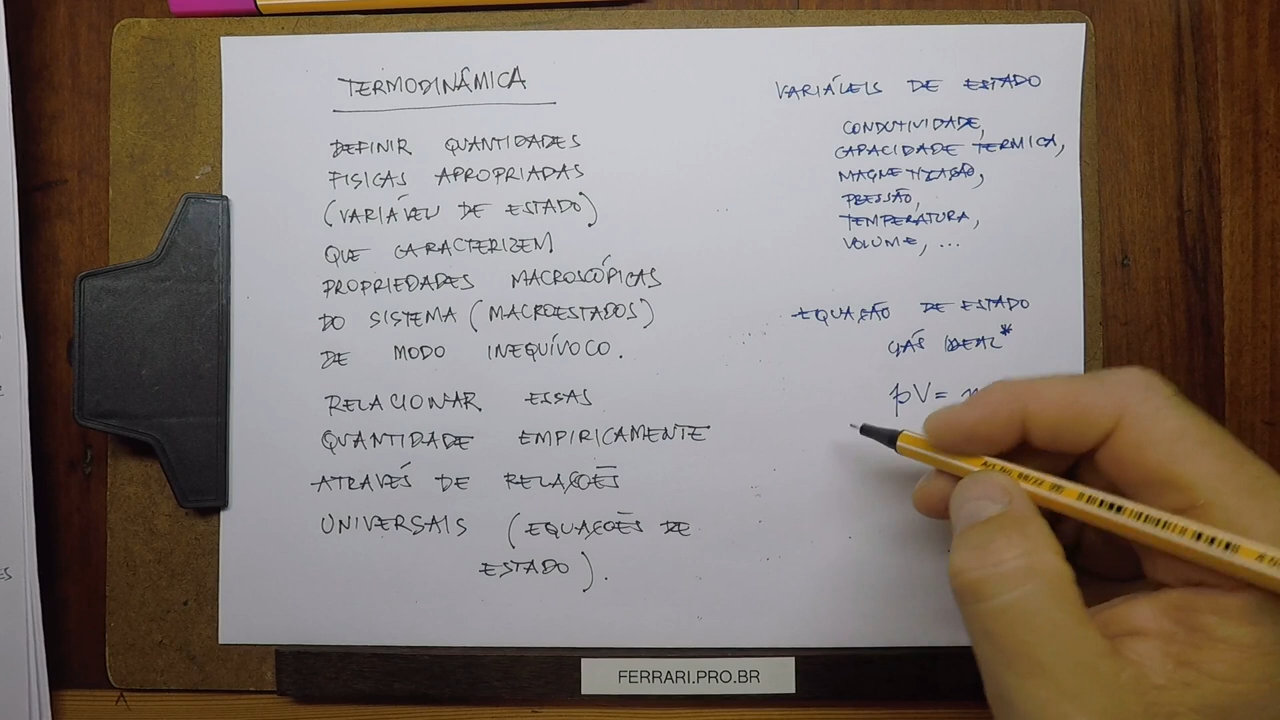 TERMODINÂMICA
DEFINIR QUANTIDADES
FISICAS APROPRIADAS
(VARIÁVEU DE ESTADO)
QUE CARACTERIZEM
PROPRIEDADES MACROSCÓPICAS
DO SISTEMA (MACROESTADOS)
DE MODO INEQUÍVOCO.
RELACIONAR ESSAS
QUANTIDADE EMPIRICAMENTE
ATRAVÉS DE RELAÇÕES
UNIVERSAIS (EQUAÇÕES DE
ESTADO).
VARIÁVEIS DE ESTADO
CONDUTIVIDADE,
CAPACIDADE TÉRMICA,
MAGNETIZAÇÃO,
PRESSÃO,
TEMPERATURA,
VOLUME, ...
EQUAÇÃO DE ESTADO
GÁS IDEAL*
pV = n
FERRARI.PRO.BR